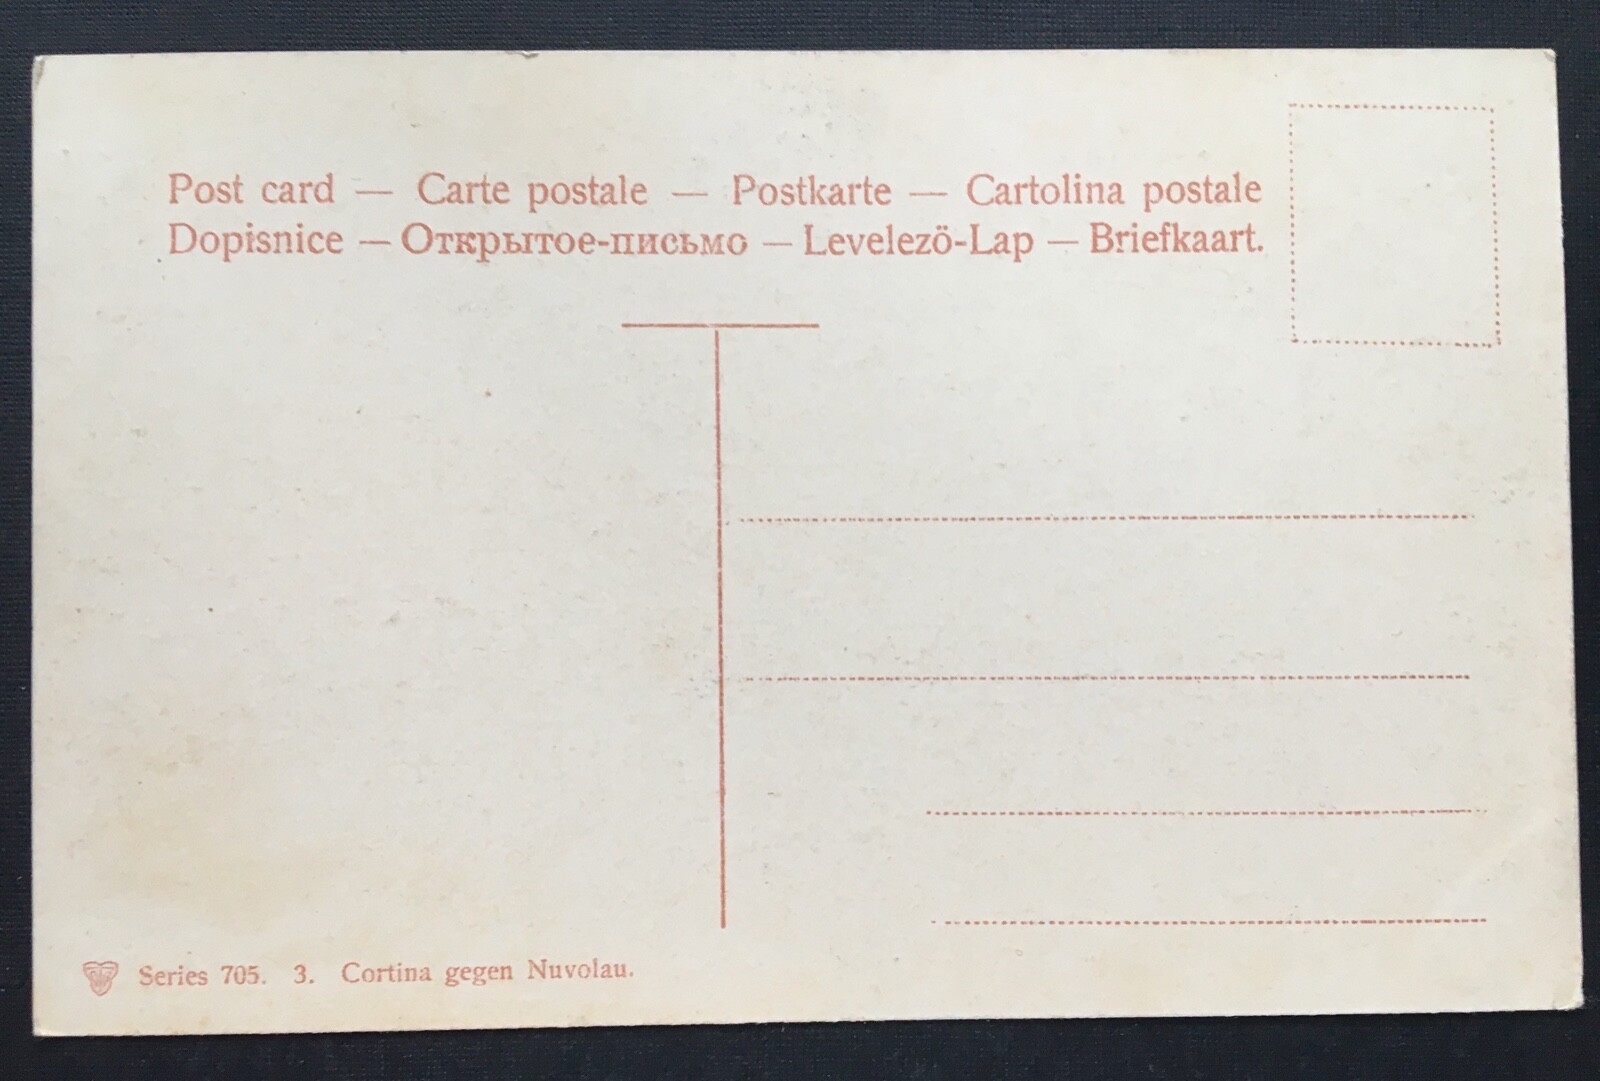 Post card — Carte postale — Postkarte — Cartolina postale
Dopisnice — Открытое-письмо — Levelezö-Lap — Briefkaart.
Series 705. 3. Cortina gegen Nuvolau.